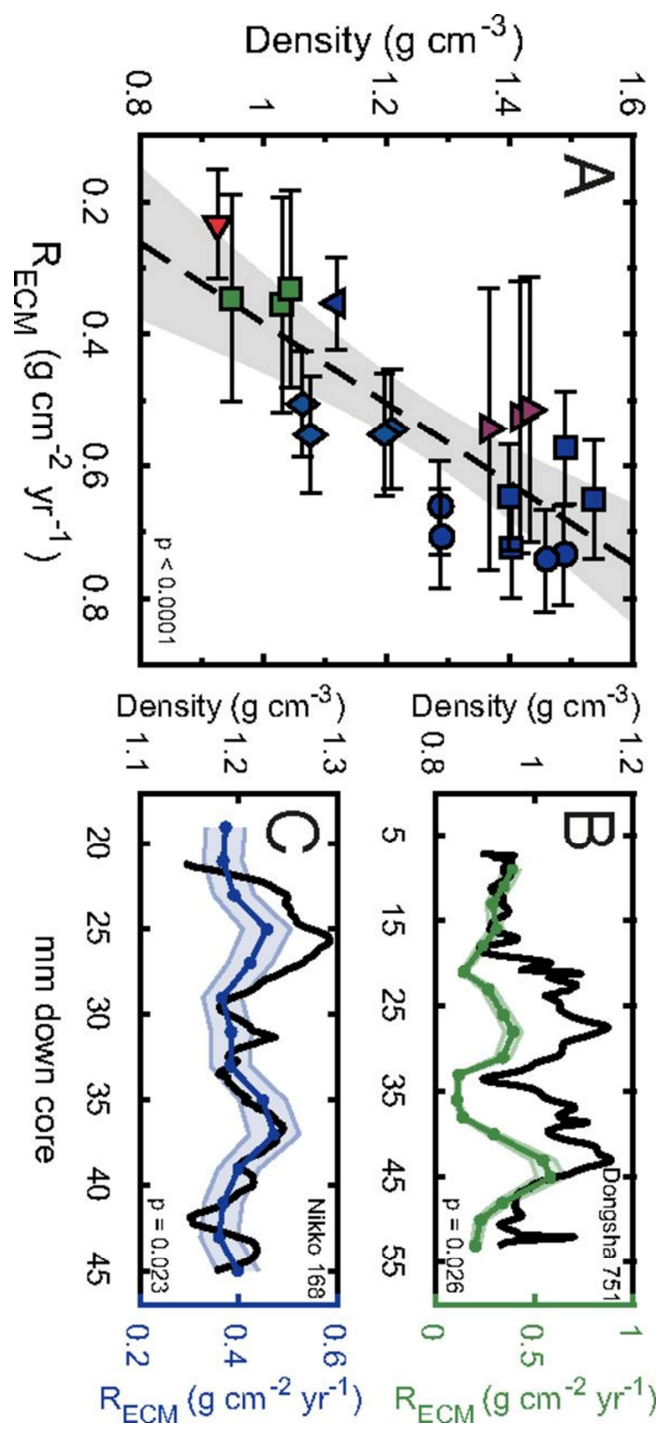 A
Density (g cm-3)
1.6
1.4
1.2
1
0.8
0.2
0.4
0.6
0.8
RECM (g cm-2 yr-1)
p < 0.0001
B
Dongsha 751
Density (g cm-3)
1.2
1
0.8
5
15
25
35
45
55
1
0.5
0
RECM (g cm-2 yr-1)
p = 0.026
C
Nikko 168
Density (g cm-3)
1.3
1.2
1.1
20
25
30
35
40
45
mm down core
0.6
0.4
0.2
RECM (g cm-2 yr-1)
p = 0.023